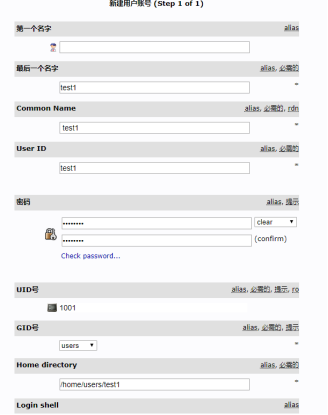 新建用户帐号 (Step 1 of 1)
第一个名字 alias
最后一个名字 alias, 必需的
test1 *
Common Name alias, 必需的, rdn
test1 *
User ID alias, 必需的
test1 *
密码 alias, 提示
•••••••• clear
•••••••• (confirm)
Check password...
UID号 alias, 必需的, 提示, ro
1001
GID号 alias, 必需的, 提示
users *
Home directory alias, 必需的
/home/users/test1 *
Login shell alias